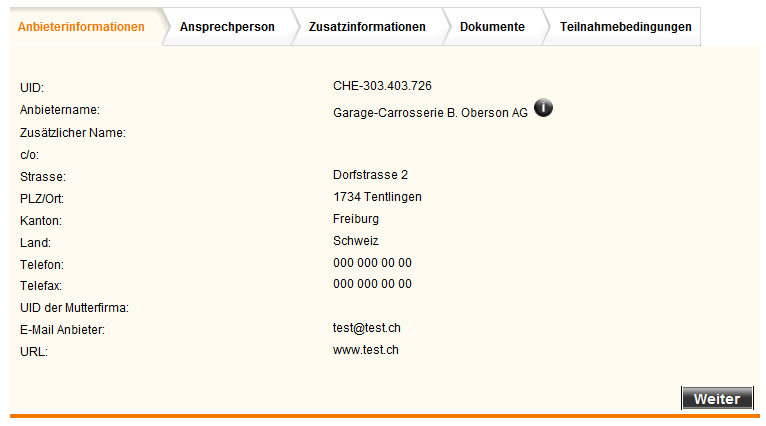 Anbieterinformationen Ansprechperson Zusatzinformationen Dokumente Teilnahmebedingungen
UID: CHE-303.403.726
Anbietername: Garage-Carrosserie B. Oberson AG i
Zusätzlicher Name:
c/o:
Strasse: Dorfstrasse 2
PLZ/Ort: 1734 Tentlingen
Kanton: Freiburg
Land: Schweiz
Telefon: 000 000 00 00
Telefax: 000 000 00 00
UID der Mutterfirma:
E-Mail Anbieter: test@test.ch
URL: www.test.ch
Weiter